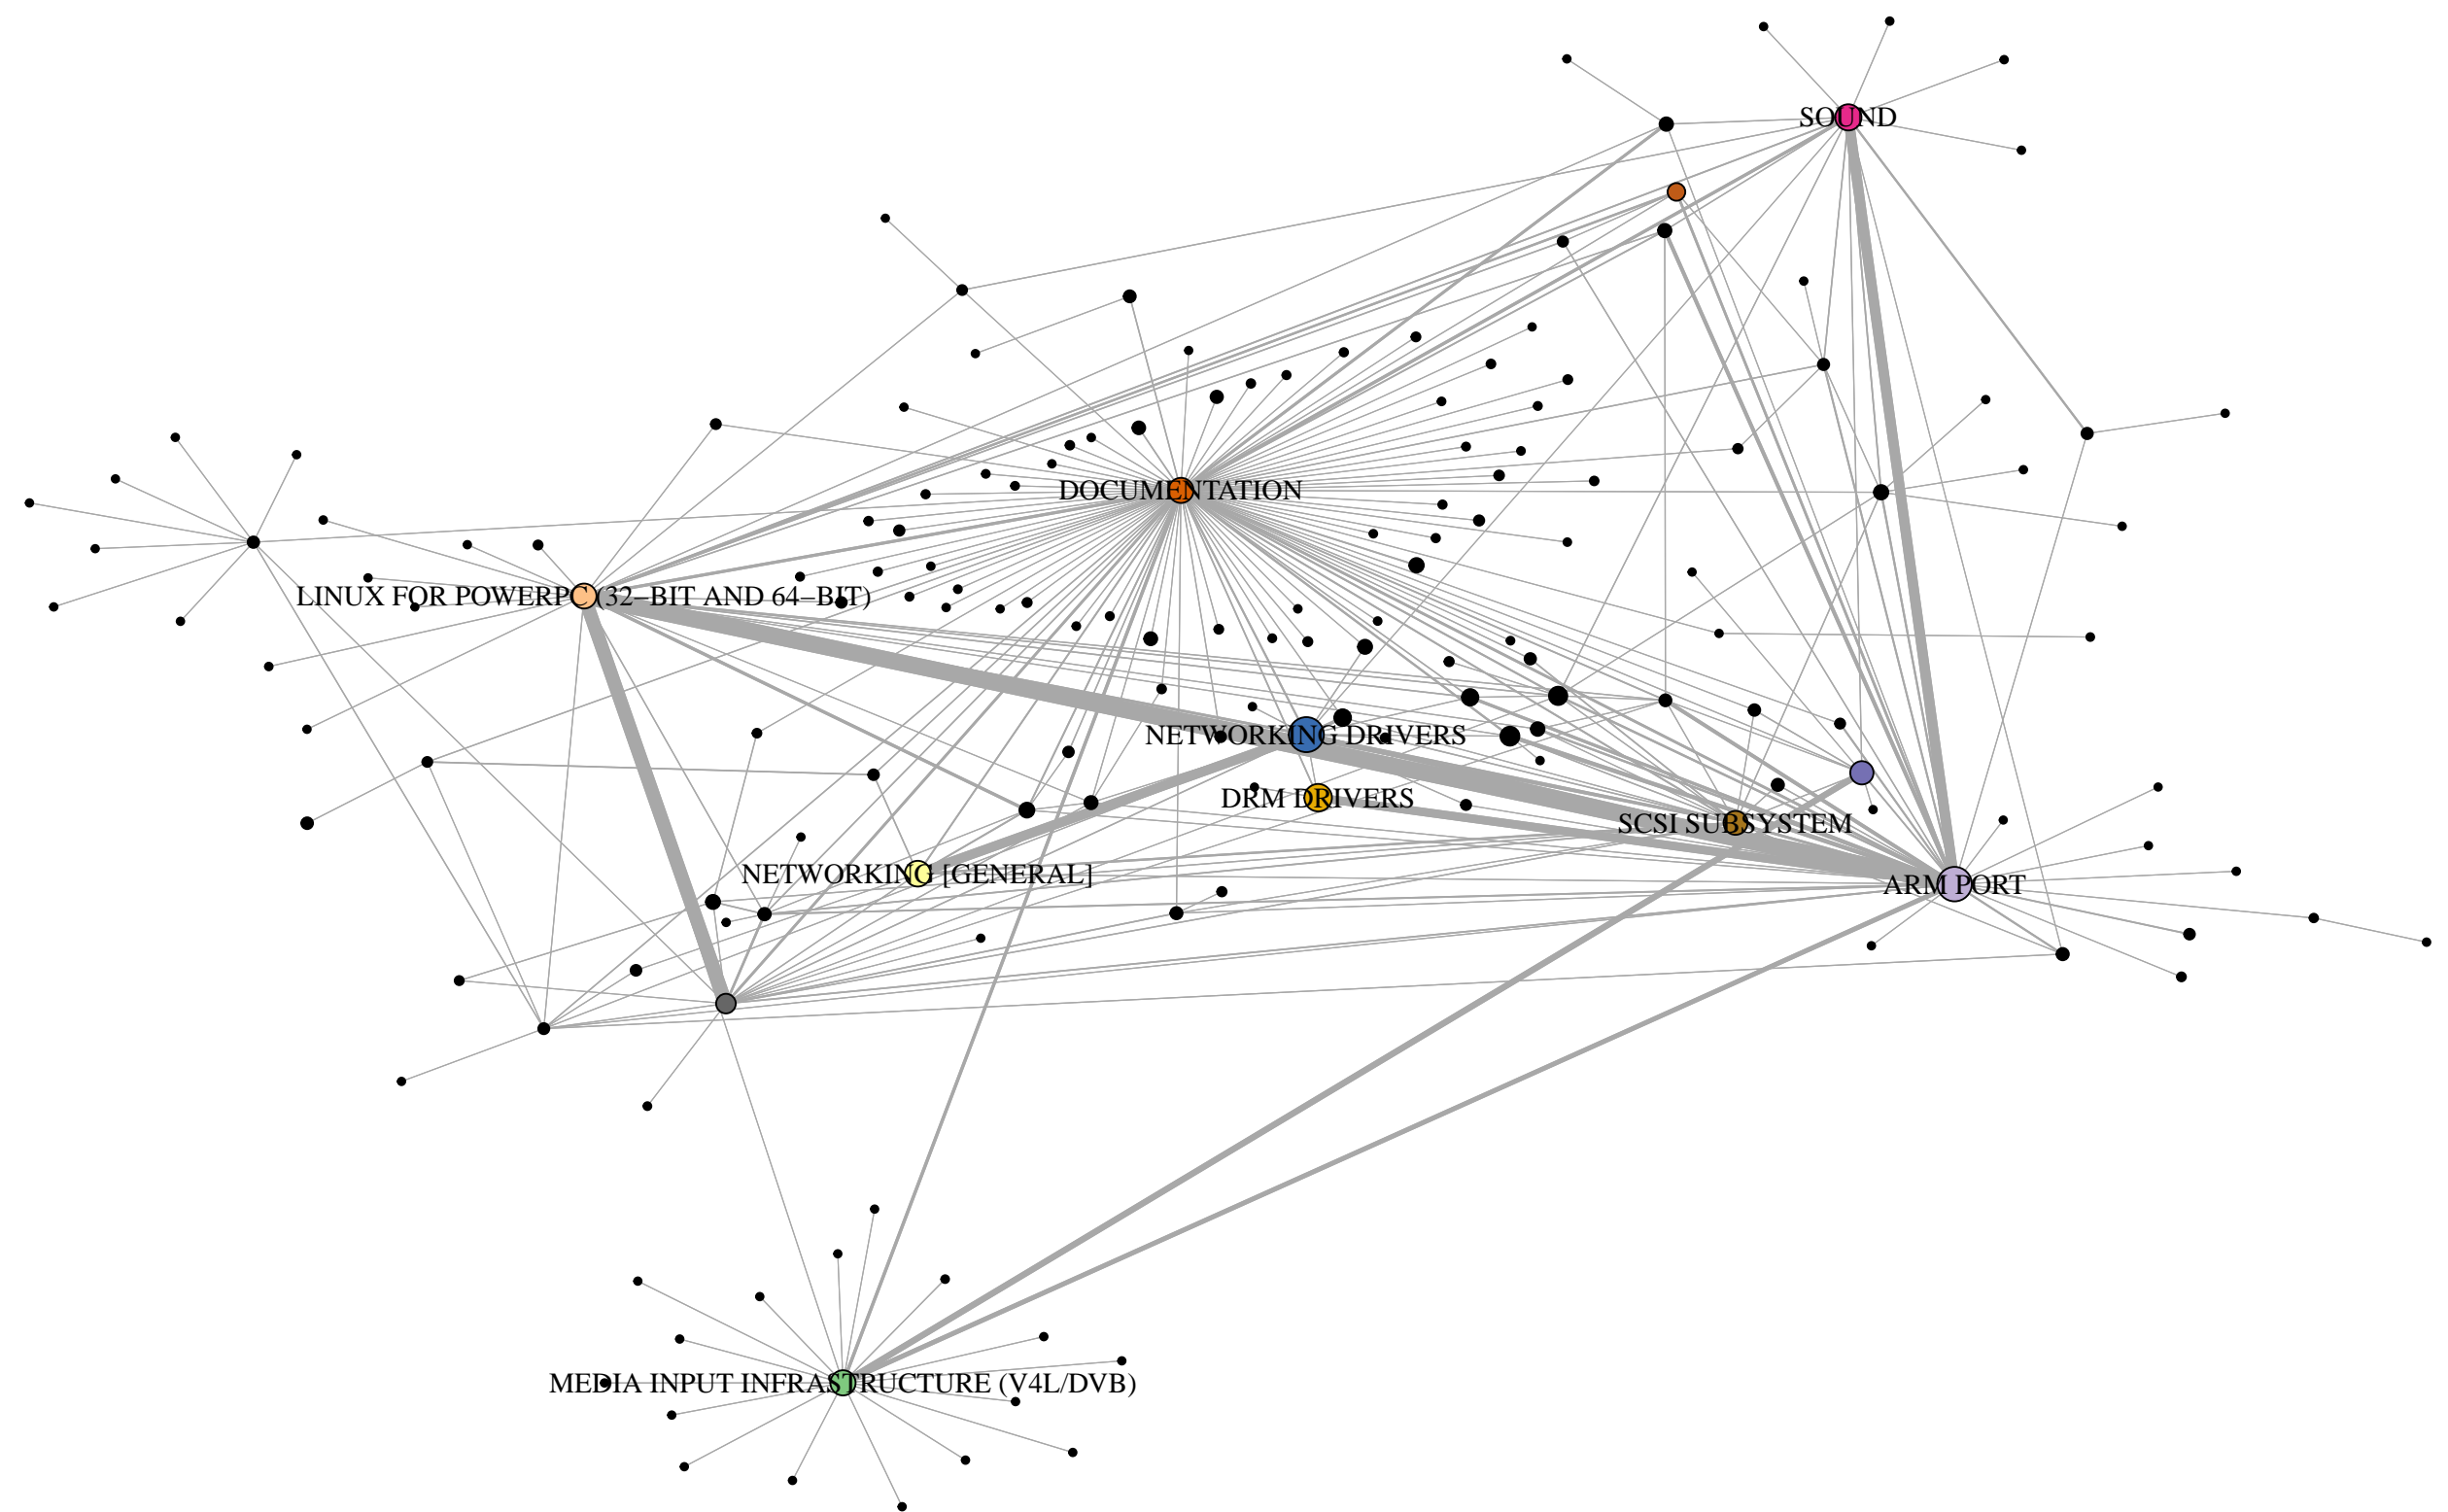 SOUND
DOCUMENTATION
LINUX FOR POWERPC (32−BIT AND 64−BIT)
NETWORKING DRIVERS
DRM DRIVERS
SCSI SUBSYSTEM
NETWORKING [GENERAL]
ARM PORT
MEDIA INPUT INFRASTRUCTURE (V4L/DVB)